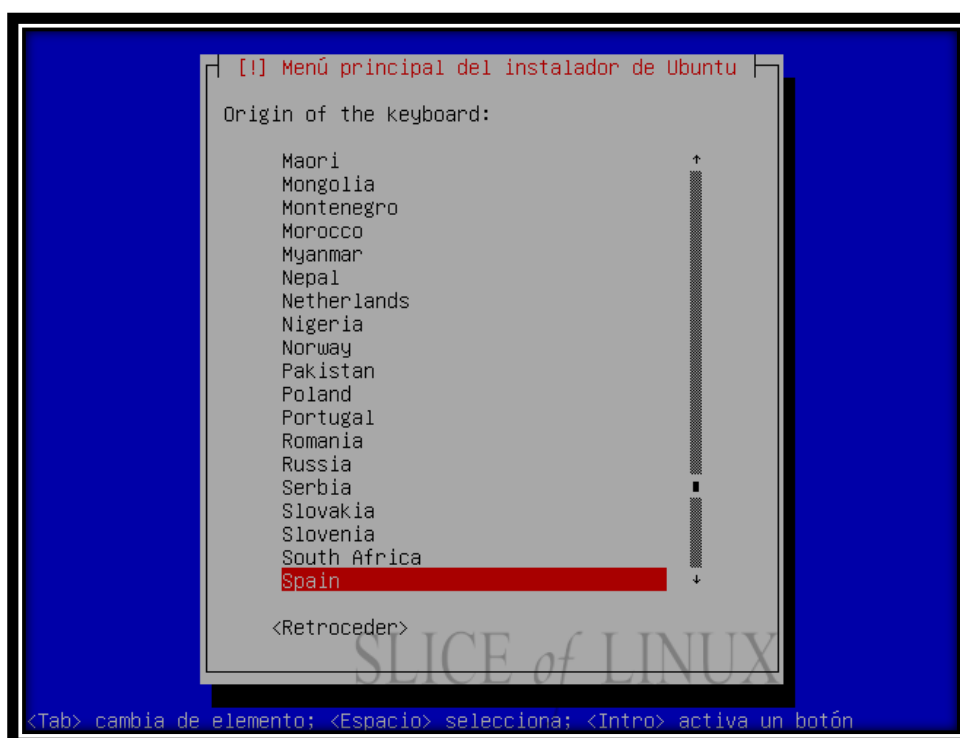 [!] Menú principal del instalador de Ubuntu
Origin of the keyboard:
Maori
Mongolia
Montenegro
Morocco
Myanmar
Nepal
Netherlands
Nigeria
Norway
Pakistan
Poland
Portugal
Romania
Russia
Serbia
Slovakia
Slovenia
South Africa
Spain
<Retroceder>
SLICE of LINUX
<Tab> cambia de elemento; <Espacio> selecciona; <Intro> activa un botón